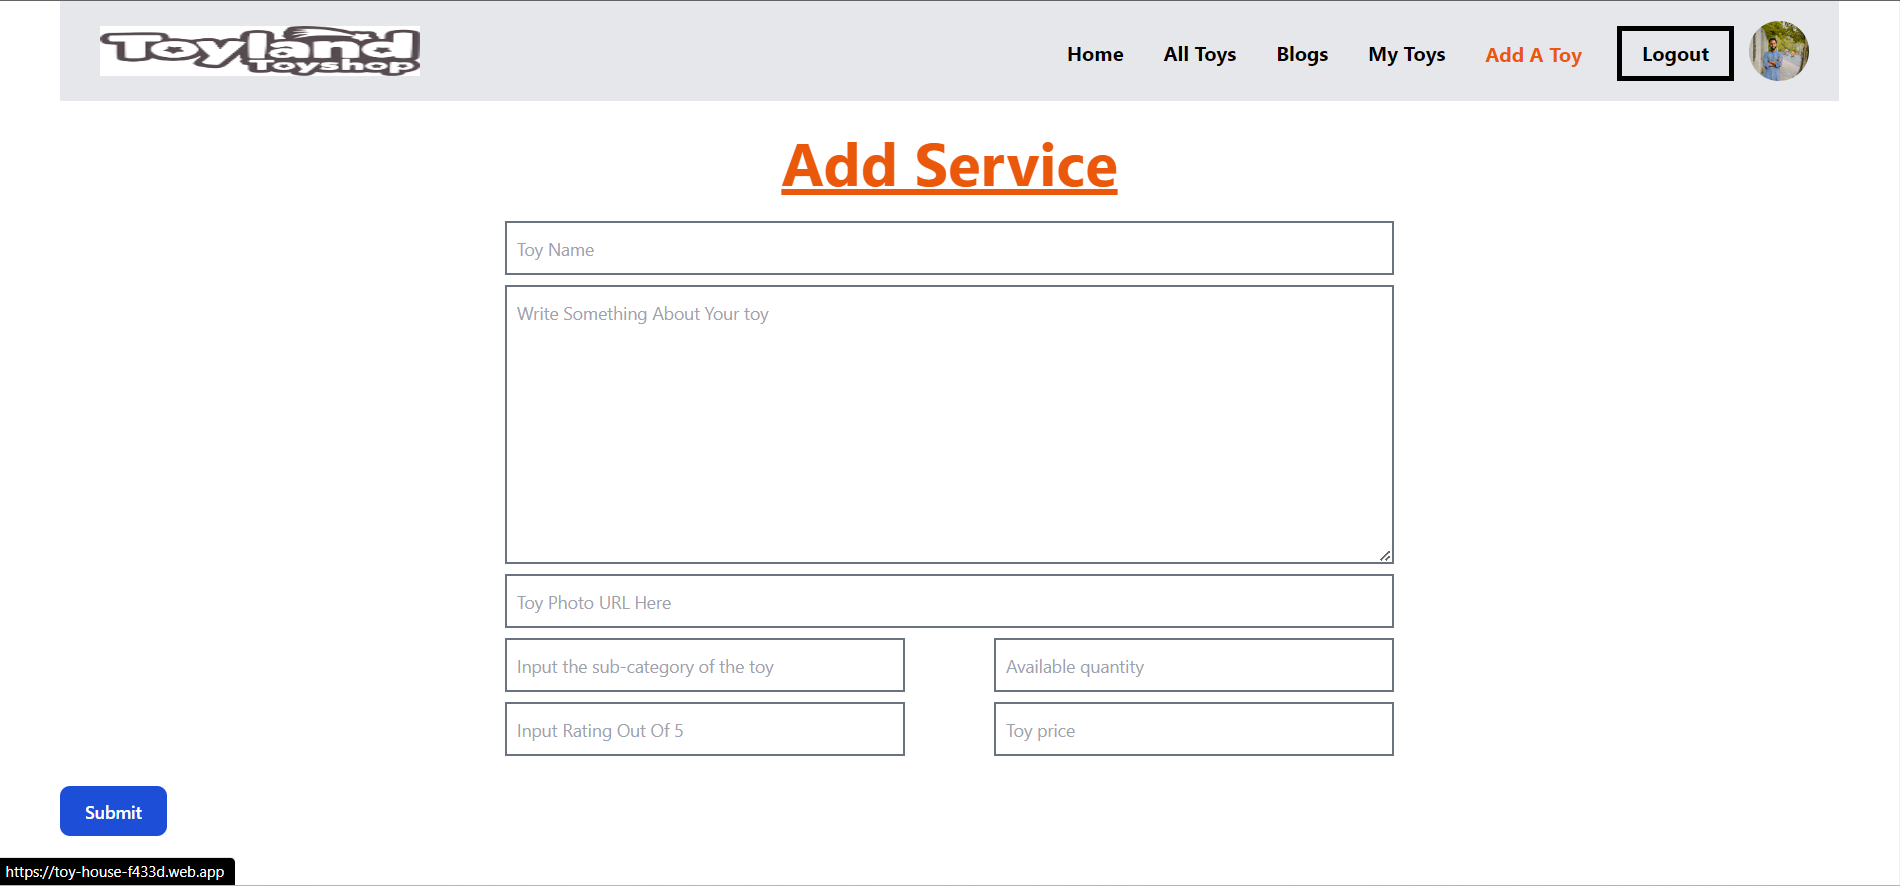 Toyland
Toyshop
Home All Toys Blogs My Toys Add A Toy Logout
Add Service
Toy Name
Write Something About Your toy
Toy Photo URL Here
Input the sub-category of the toy Available quantity
Input Rating Out Of 5 Toy price
Submit
https://toy-house-f433d.web.app